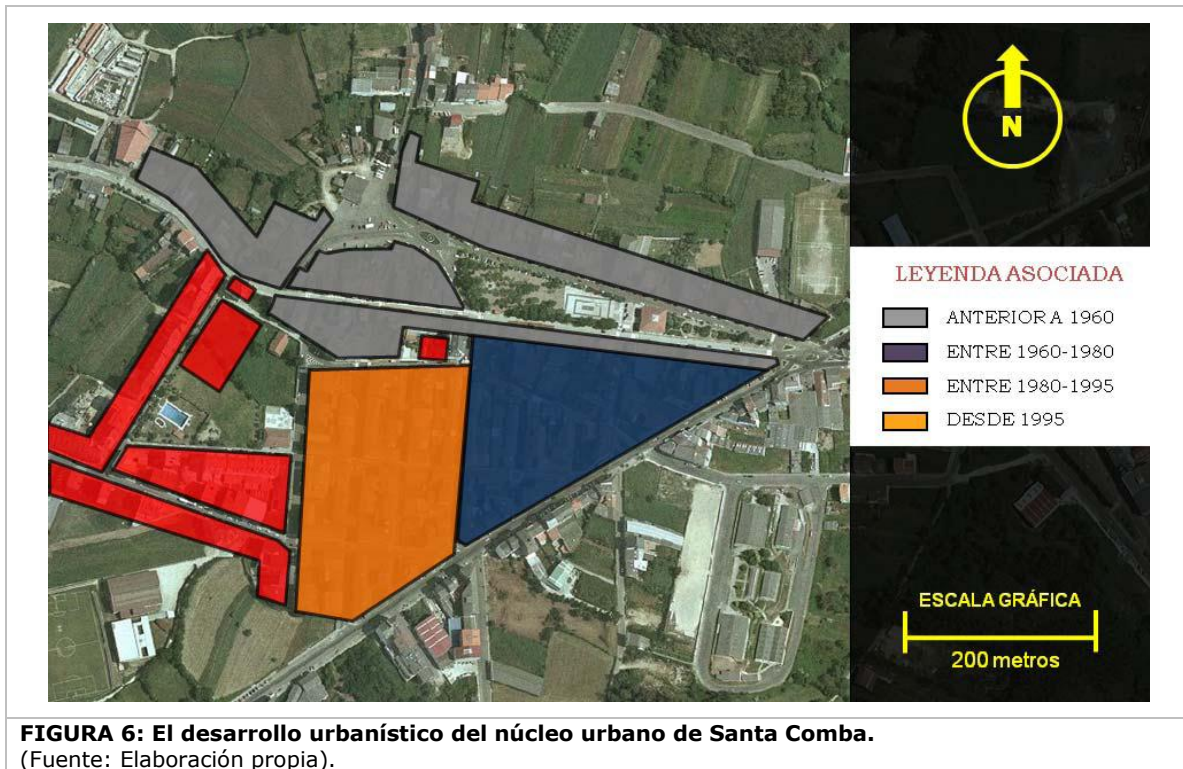 N
LEYENDA ASOCIADA
ANTERIOR A 1960
ENTRE 1960-1980
ENTRE 1980-1995
DESDE 1995
ESCALA GRÁFICA
200 metros
FIGURA 6: El desarrollo urbanístico del núcleo urbano de Santa Comba.
(Fuente: Elaboración propia).